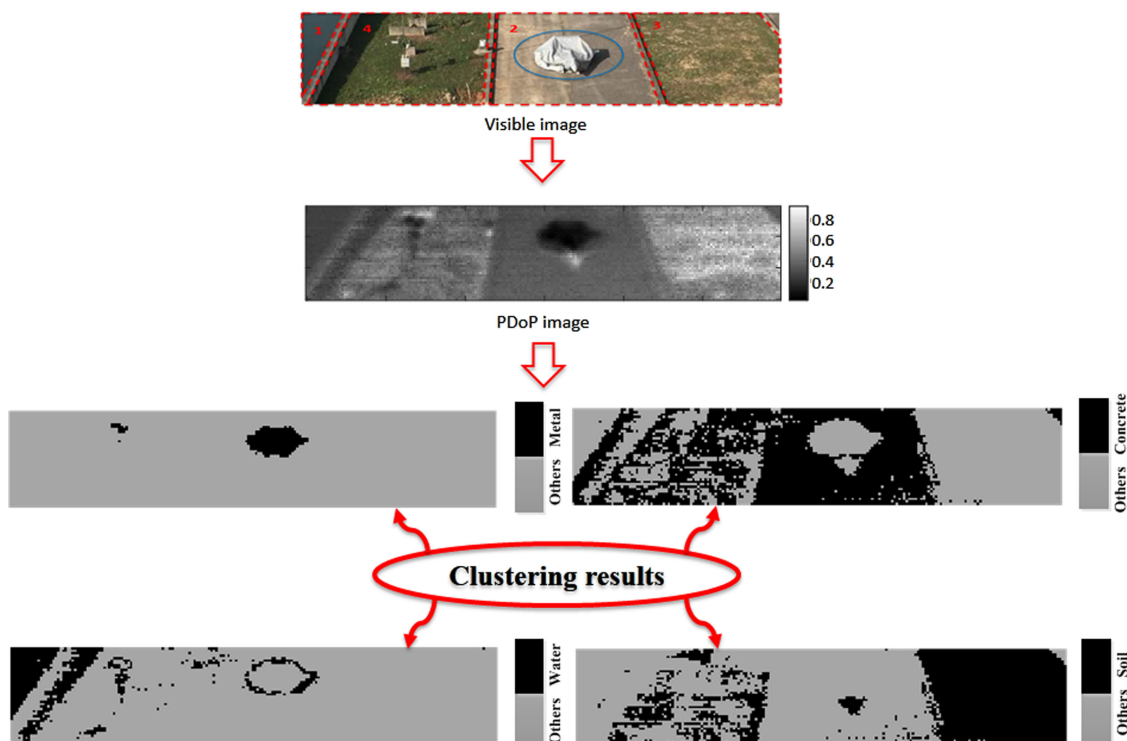 1
4
2
3
Visible image
0.8
0.6
0.4
0.2
PDoP image
Others Metal
Others Concrete
Clustering results
Others Water
Others Soil